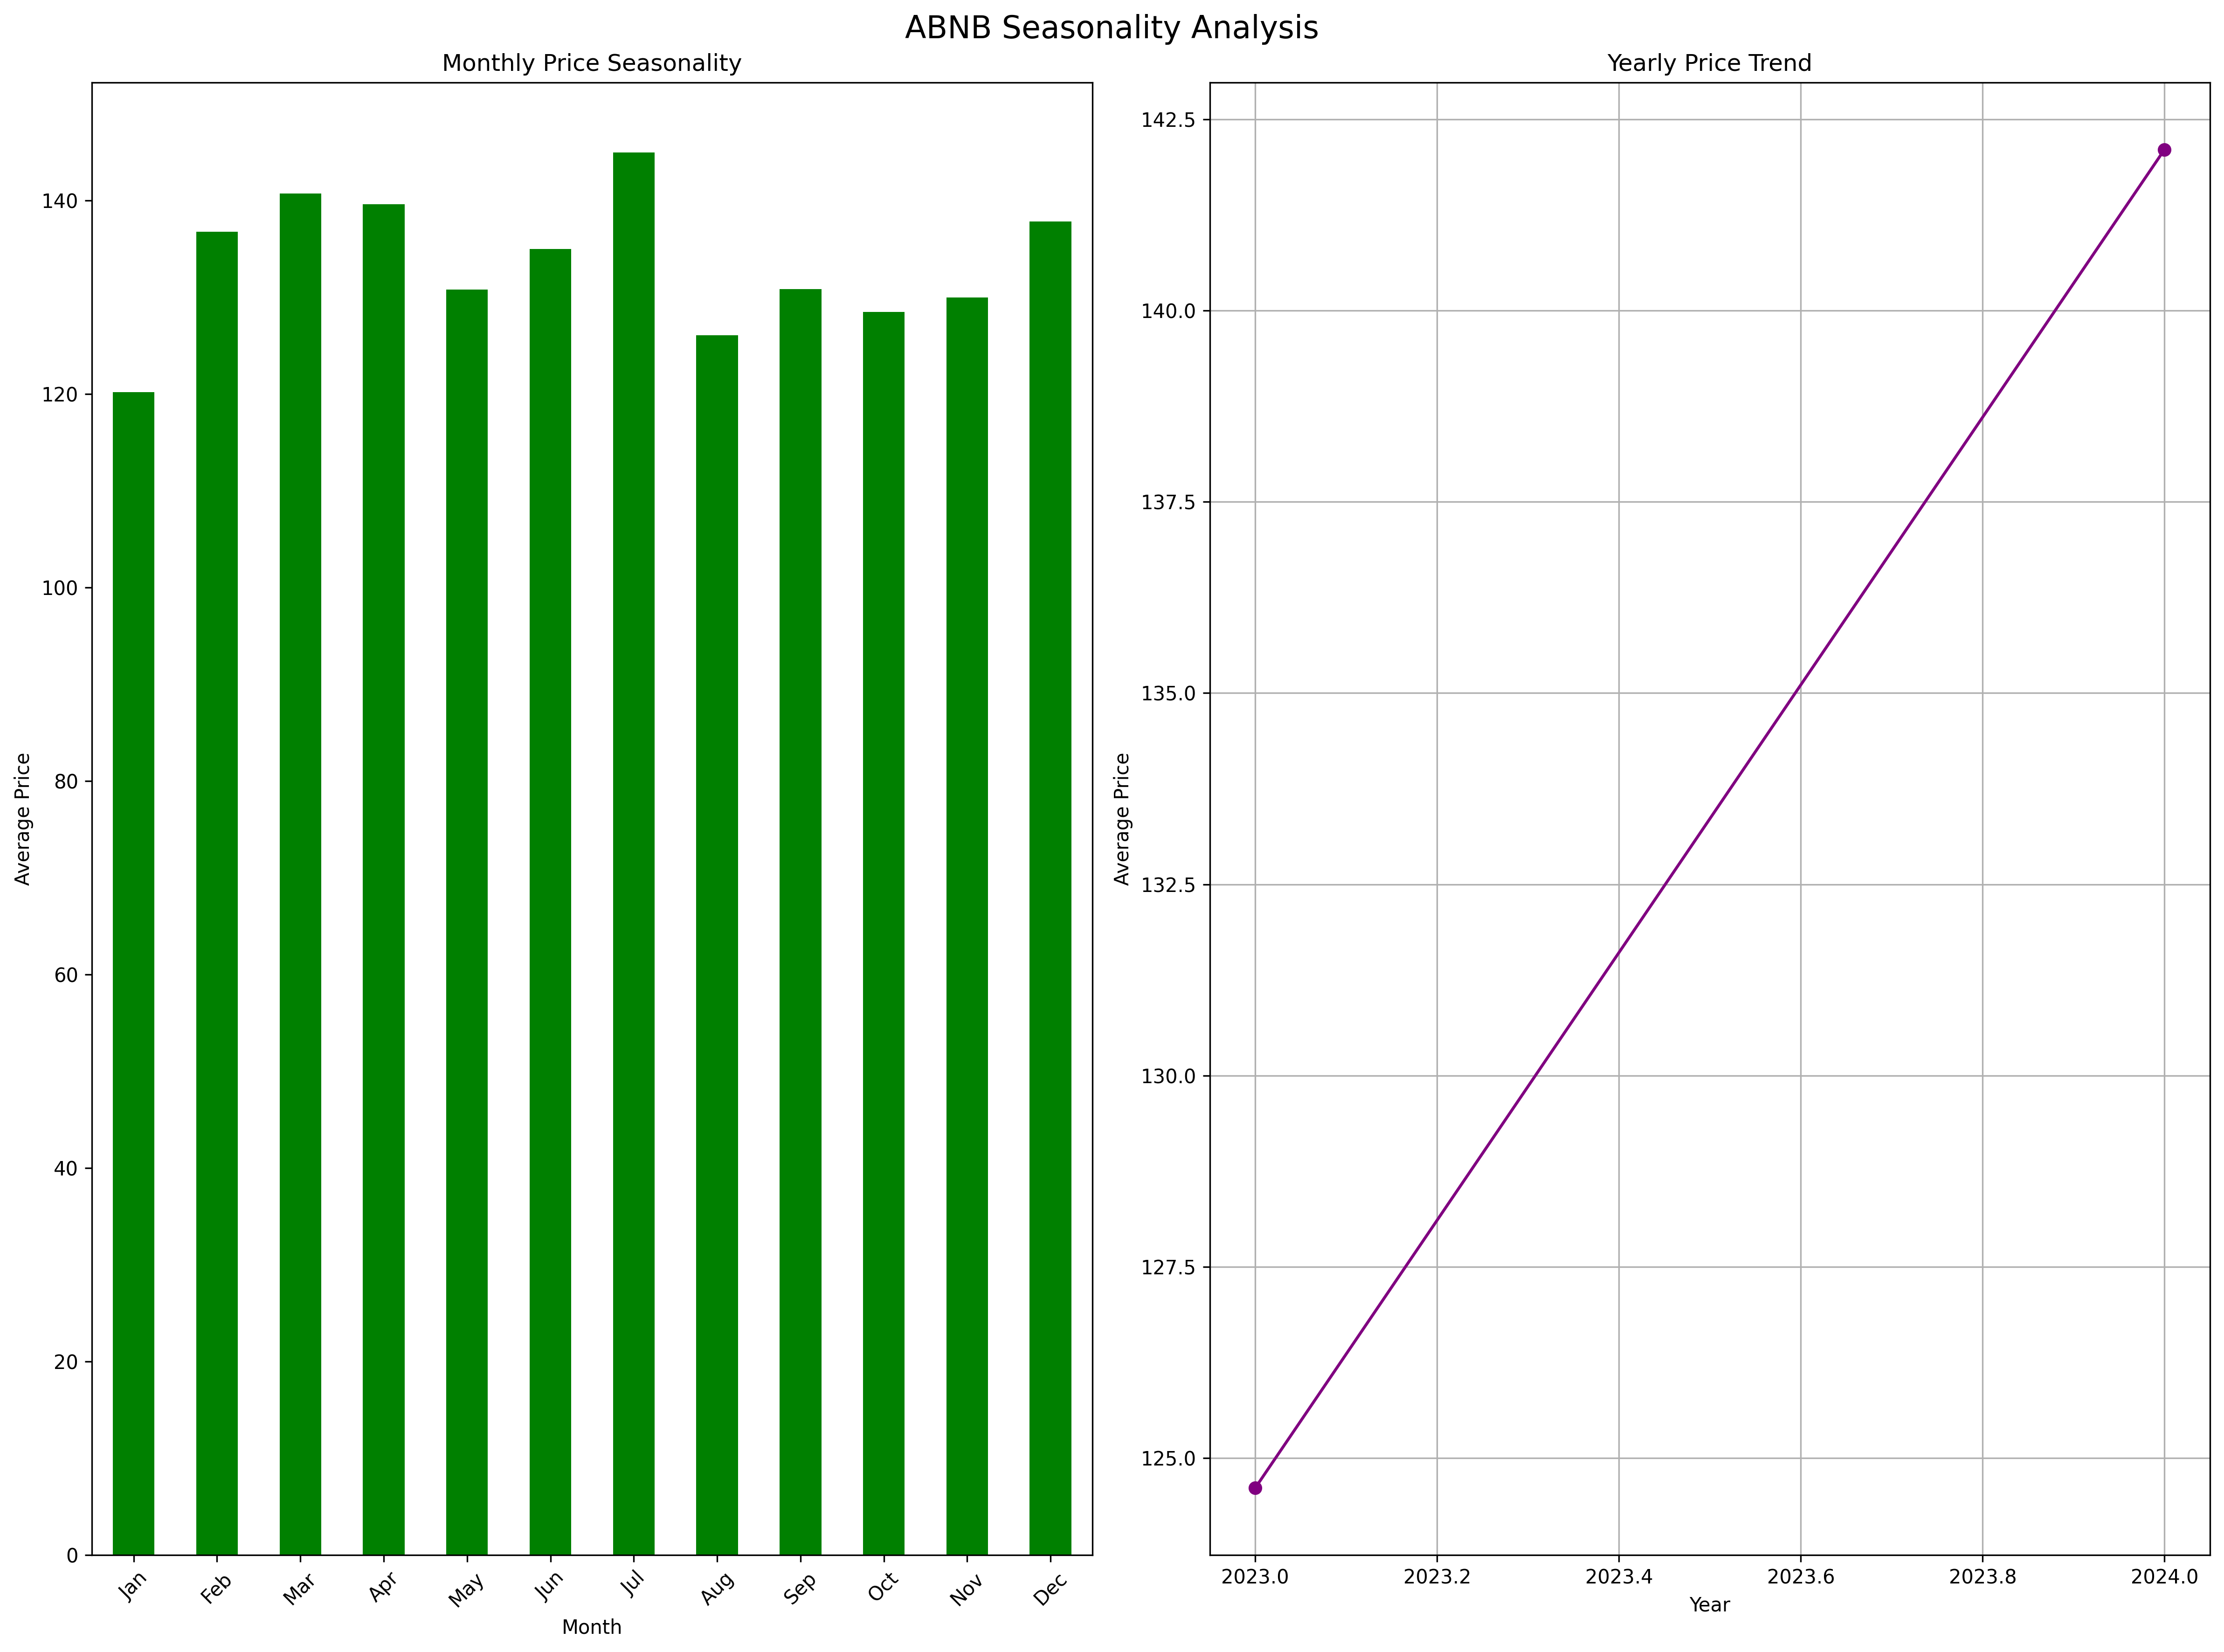 ABNB Seasonality Analysis
Monthly Price Seasonality
Average Price
140
120
100
80
60
40
20
0
Jan Feb Mar Apr May Jun Jul Aug Sep Oct Nov Dec
Month
Yearly Price Trend
Average Price
142.5
140.0
137.5
135.0
132.5
130.0
127.5
125.0
2023.0 2023.2 2023.4 2023.6 2023.8 2024.0
Year